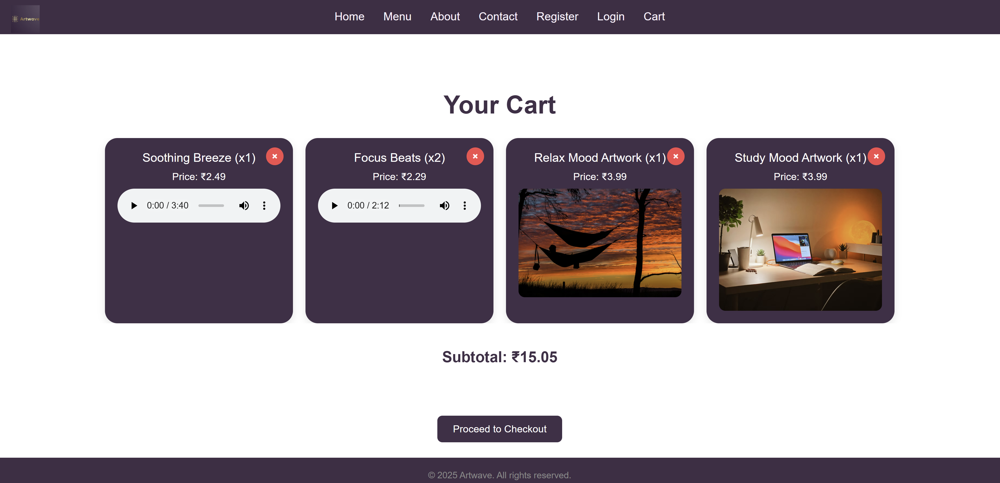 Artwave
Home Menu About Contact Register Login Cart
Your Cart
Soothing Breeze (x1)
Price: ₹2.49
0:00 / 3:40
Focus Beats (x2)
Price: ₹2.29
0:00 / 2:12
Relax Mood Artwork (x1)
Price: ₹3.99
Study Mood Artwork (x1)
Price: ₹3.99
Subtotal: ₹15.05
Proceed to Checkout
© 2025 Artwave. All rights reserved.